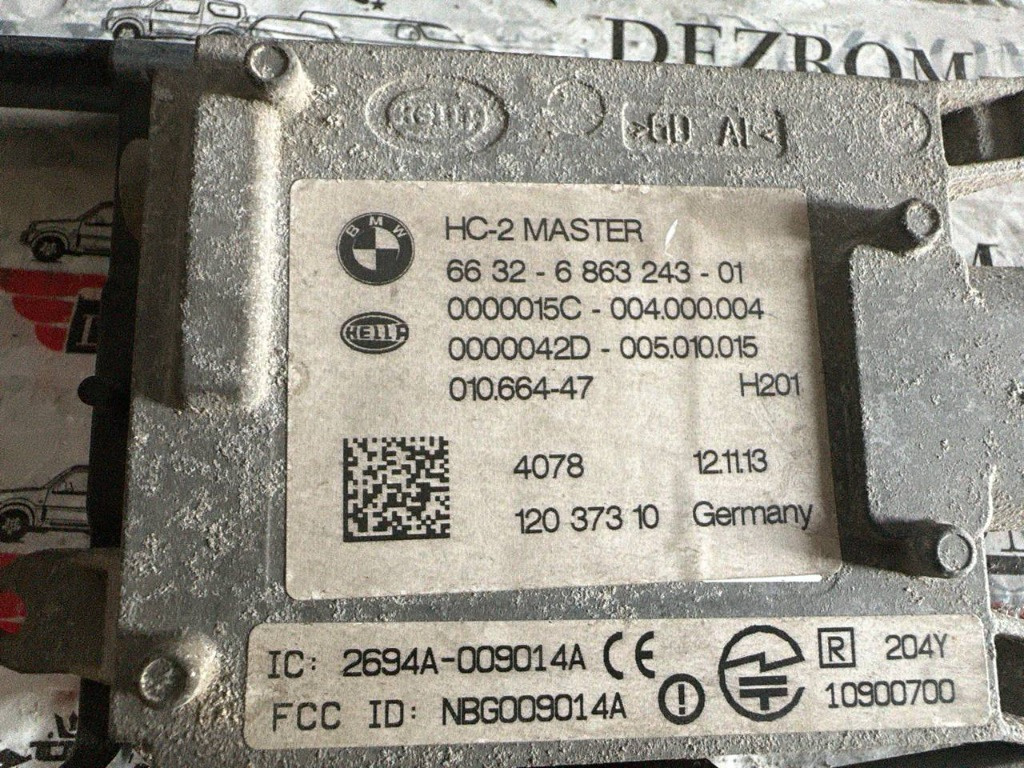 DEZROM
HELLA
>GD Al<
BMW
HC-2 MASTER
66 32 - 6 863 243 - 01
0000015C - 004.000.004
HELLA
0000042D - 005.010.015
010.664-47 H201
4078 12.11.13
120 373 10 Germany
IC: 2694A-009014A CE R 204Y
FCC ID: NBG009014A 10900700